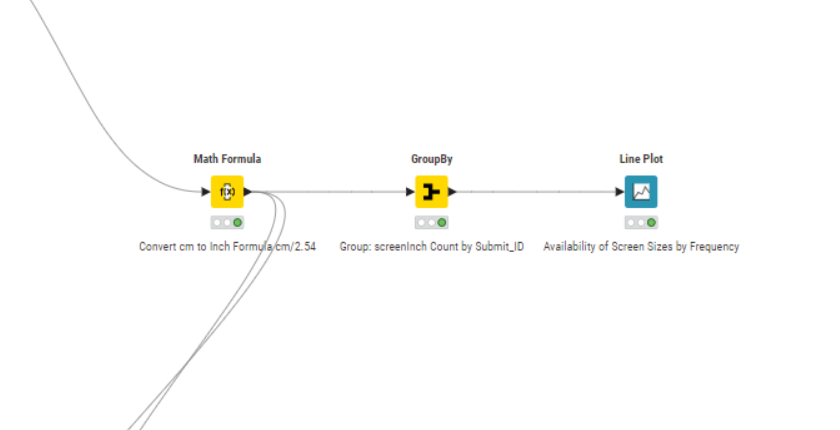 Math Formula
GroupBy
Line Plot
f(x)
Convert cm to Inch Formula cm/2.54
Group: screenInch Count by Submit_ID
Availability of Screen Sizes by Frequency